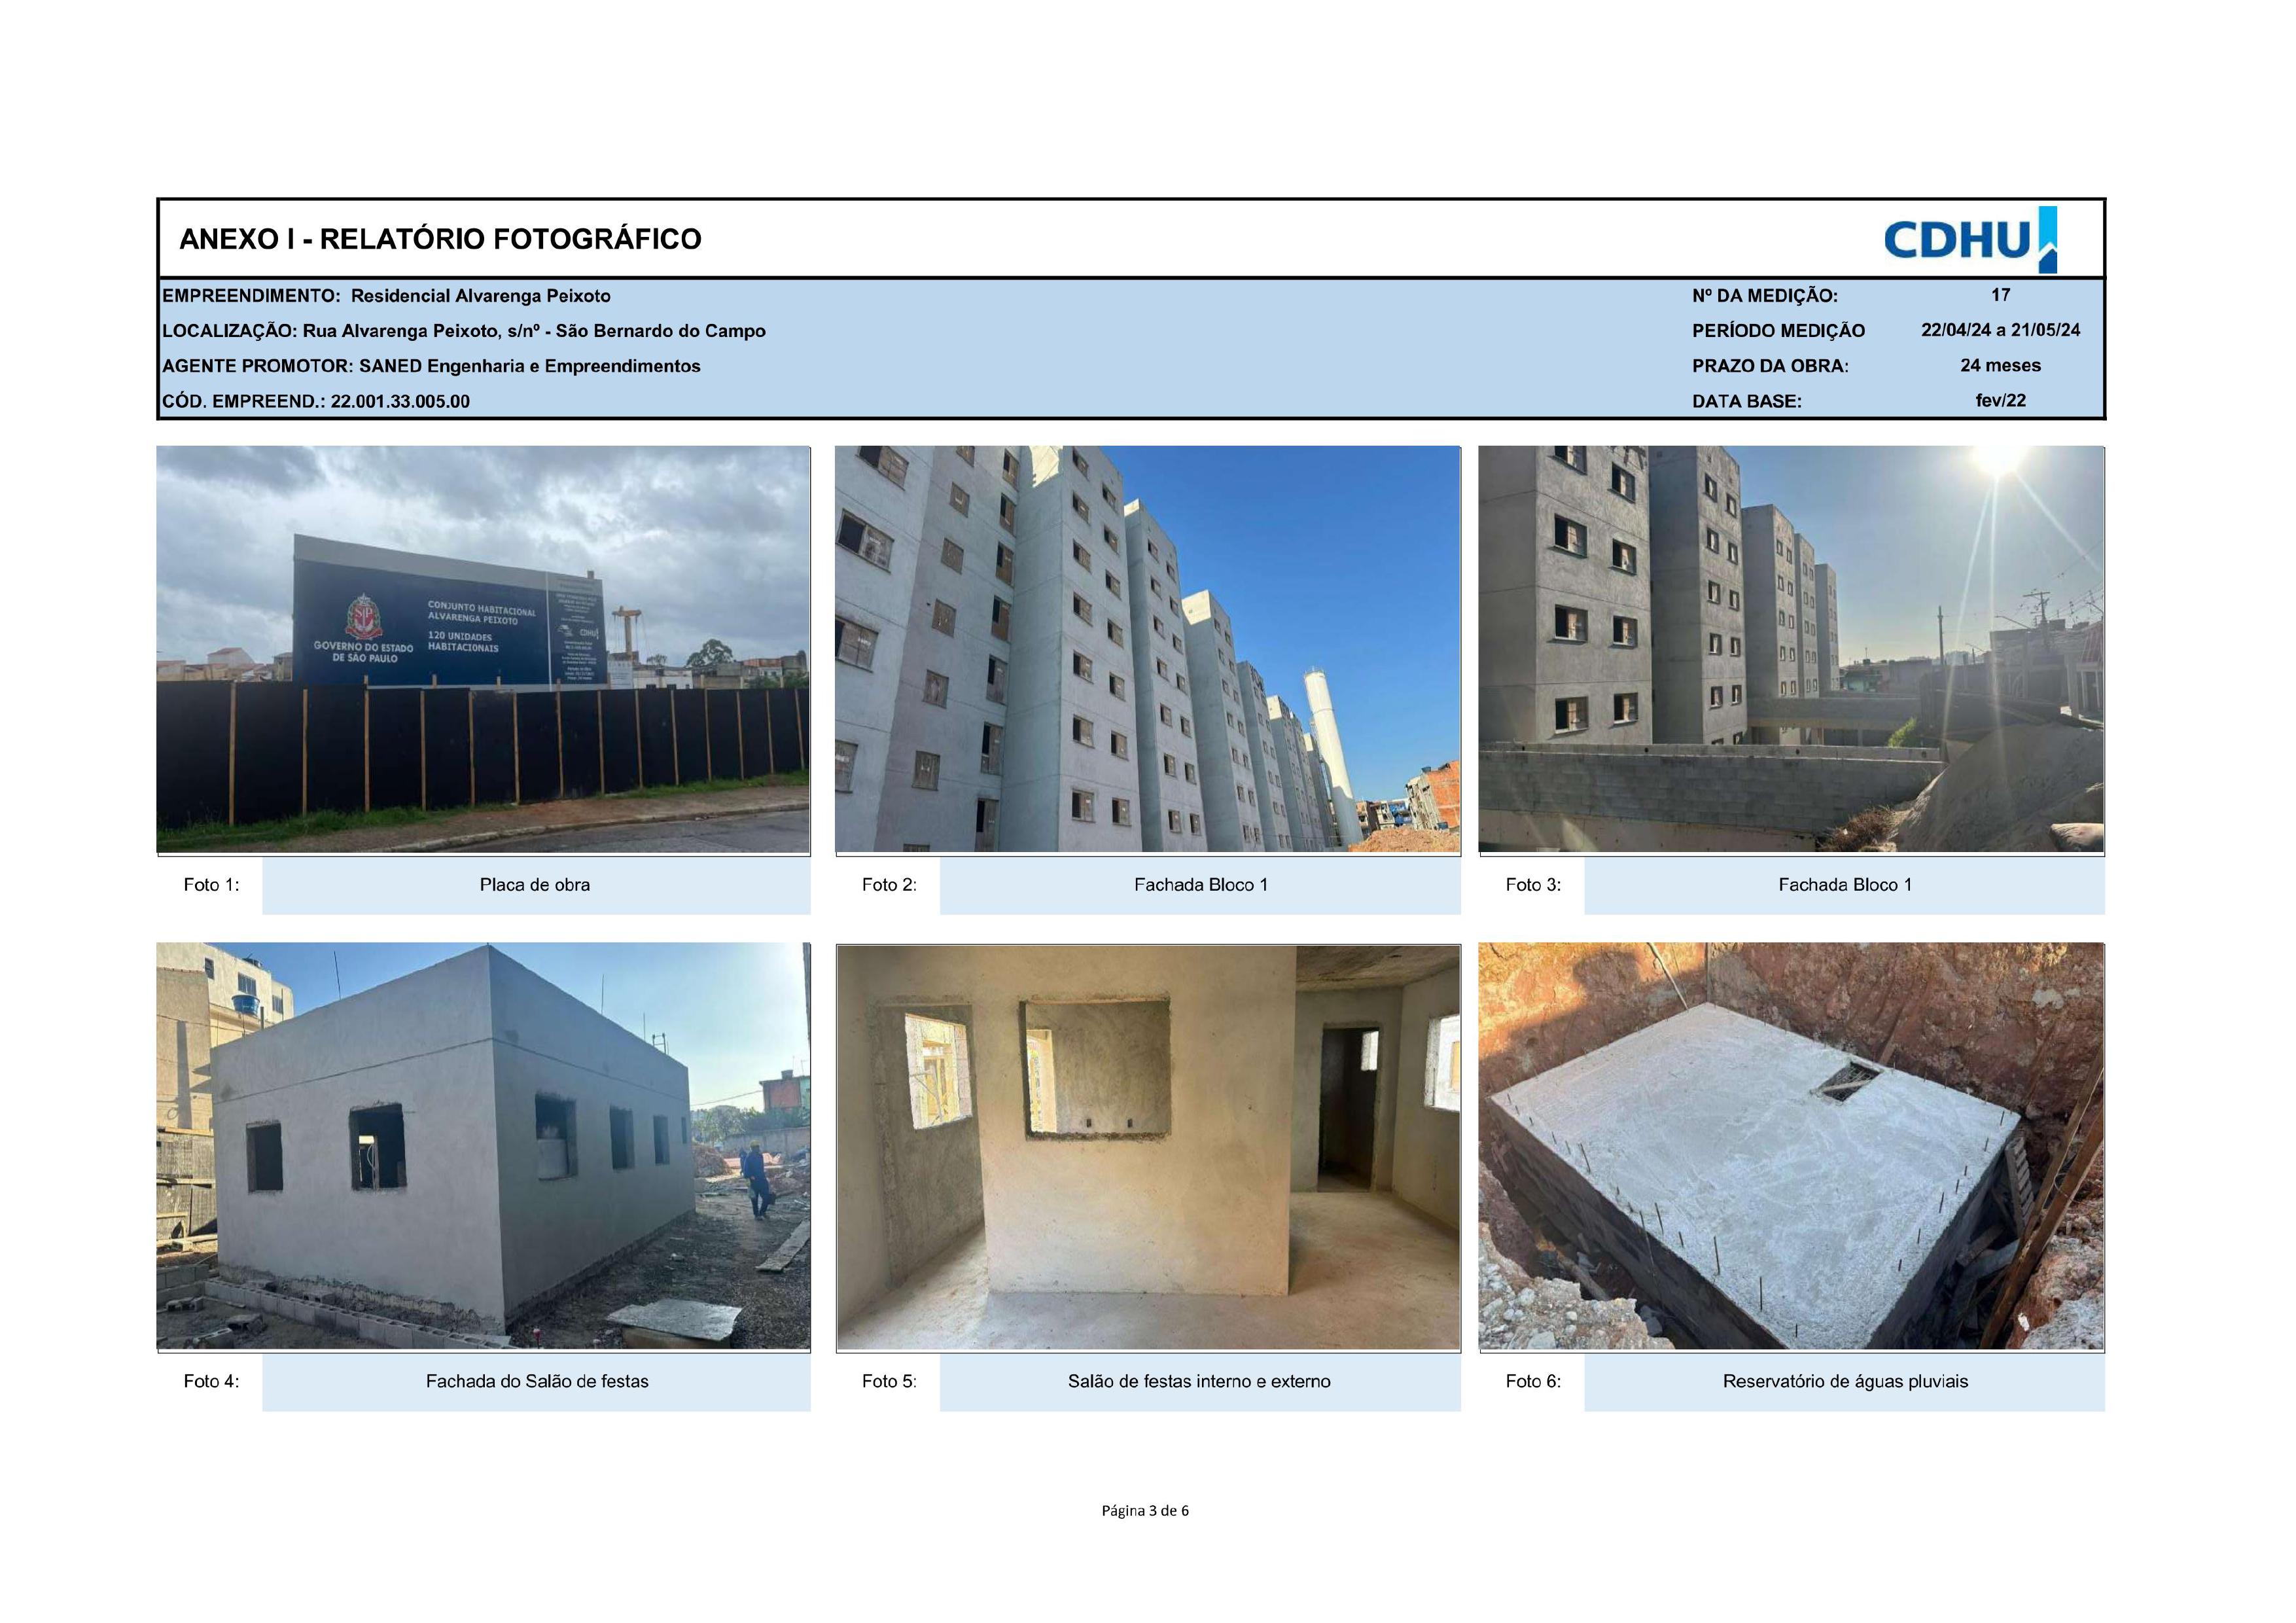 ANEXO I - RELATÓRIO FOTOGRÁFICO
CDHU
EMPREENDIMENTO: Residencial Alvarenga Peixoto
Nº DA MEDIÇÃO: 17
LOCALIZAÇÃO: Rua Alvarenga Peixoto, s/nº - São Bernardo do Campo
PERÍODO MEDIÇÃO 22/04/24 a 21/05/24
AGENTE PROMOTOR: SANED Engenharia e Empreendimentos
PRAZO DA OBRA: 24 meses
CÓD. EMPREEND.: 22.001.33.005.00
DATA BASE: fev/22
SP
GOVERNO DO ESTADO
DE SÃO PAULO
CONJUNTO HABITACIONAL
ALVARENGA PEIXOTO
120 UNIDADES
HABITACIONAIS
CDHU
Foto 1: Placa de obra
Foto 2: Fachada Bloco 1
Foto 3: Fachada Bloco 1
Foto 4: Fachada do Salão de festas
Foto 5: Salão de festas interno e externo
Foto 6: Reservatório de águas pluviais
Página 3 de 6